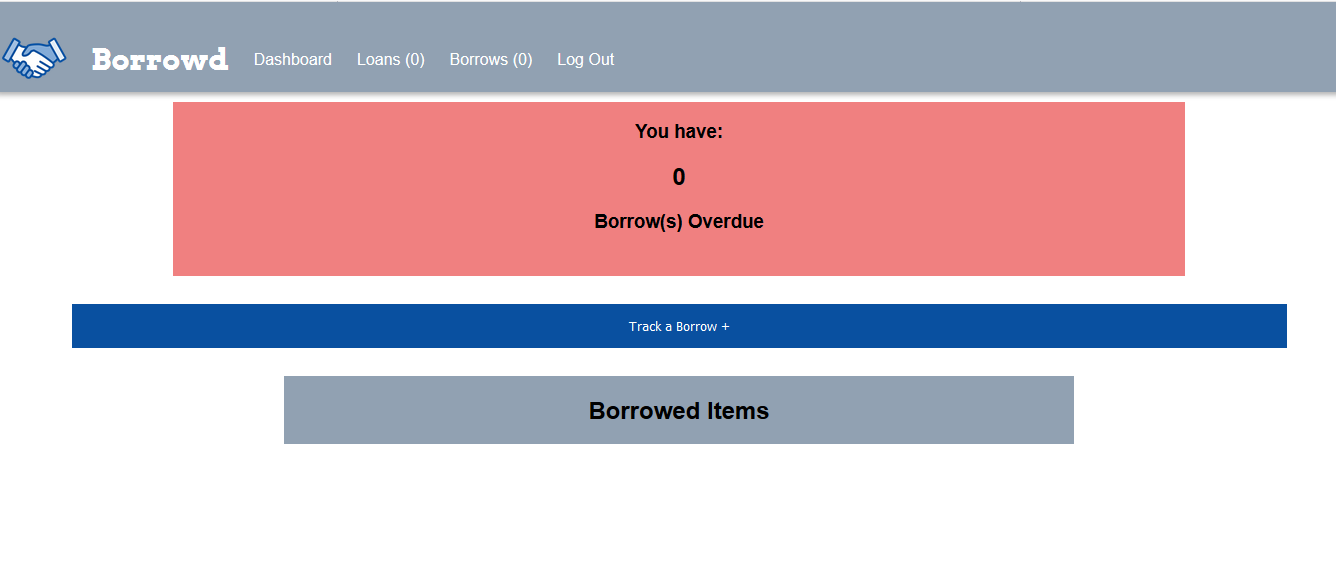 Borrowd Dashboard Loans (0) Borrows (0) Log Out
You have:
0
Borrow(s) Overdue
Track a Borrow +
Borrowed Items